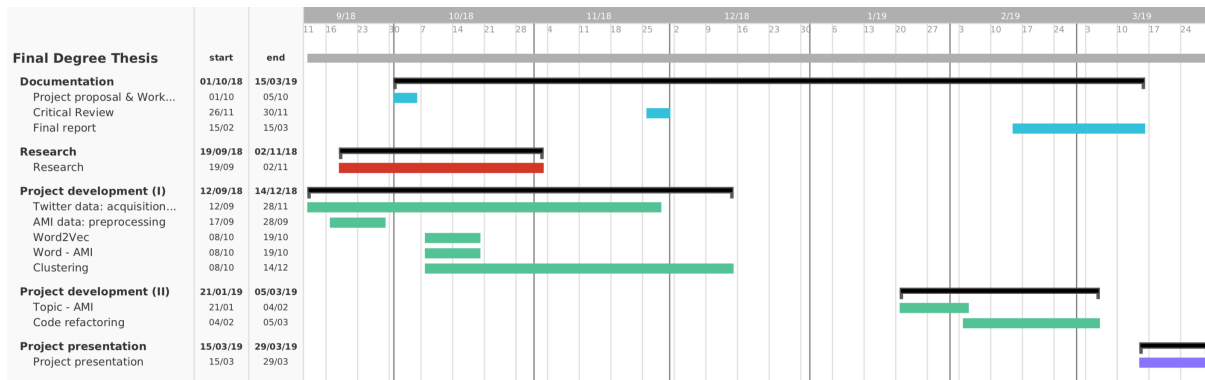 9/18 10/18 11/18 12/18 1/19 2/19 3/19
11 16 23 30 7 14 21 28 4 11 18 25 2 9 16 23 30 6 13 20 27 3 10 17 24 3 10 17 24
Final Degree Thesis start end
Documentation 01/10/18 15/03/19
Project proposal & Work... 01/10 05/10
Critical Review 26/11 30/11
Final report 15/02 15/03
Research 19/09/18 02/11/18
Research 19/09 02/11
Project development (I) 12/09/18 14/12/18
Twitter data: acquisition... 12/09 28/11
AMI data: preprocessing 17/09 28/09
Word2Vec 08/10 19/10
Word - AMI 08/10 19/10
Clustering 08/10 14/12
Project development (II) 21/01/19 05/03/19
Topic - AMI 21/01 04/02
Code refactoring 04/02 05/03
Project presentation 15/03/19 29/03/19
Project presentation 15/03 29/03